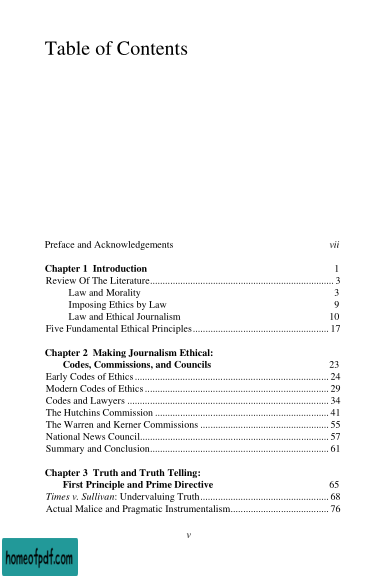 Table of Contents
Preface and Acknowledgements vii
Chapter 1 Introduction 1
Review Of The Literature.................................................................... 3
Law and Morality 3
Imposing Ethics by Law 9
Law and Ethical Journalism 10
Five Fundamental Ethical Principles.................................................. 17
Chapter 2 Making Journalism Ethical:
Codes, Commissions, and Councils 23
Early Codes of Ethics ........................................................................ 24
Modern Codes of Ethics .................................................................... 29
Codes and Lawyers ........................................................................... 34
The Hutchins Commission ................................................................ 41
The Warren and Kerner Commissions ............................................... 55
National News Council...................................................................... 57
Summary and Conclusion.................................................................. 61
Chapter 3 Truth and Truth Telling:
First Principle and Prime Directive 65
Times v. Sullivan: Undervaluing Truth............................................... 68
Actual Malice and Pragmatic Instrumentalism.................................... 76
v
homeofpdf.com